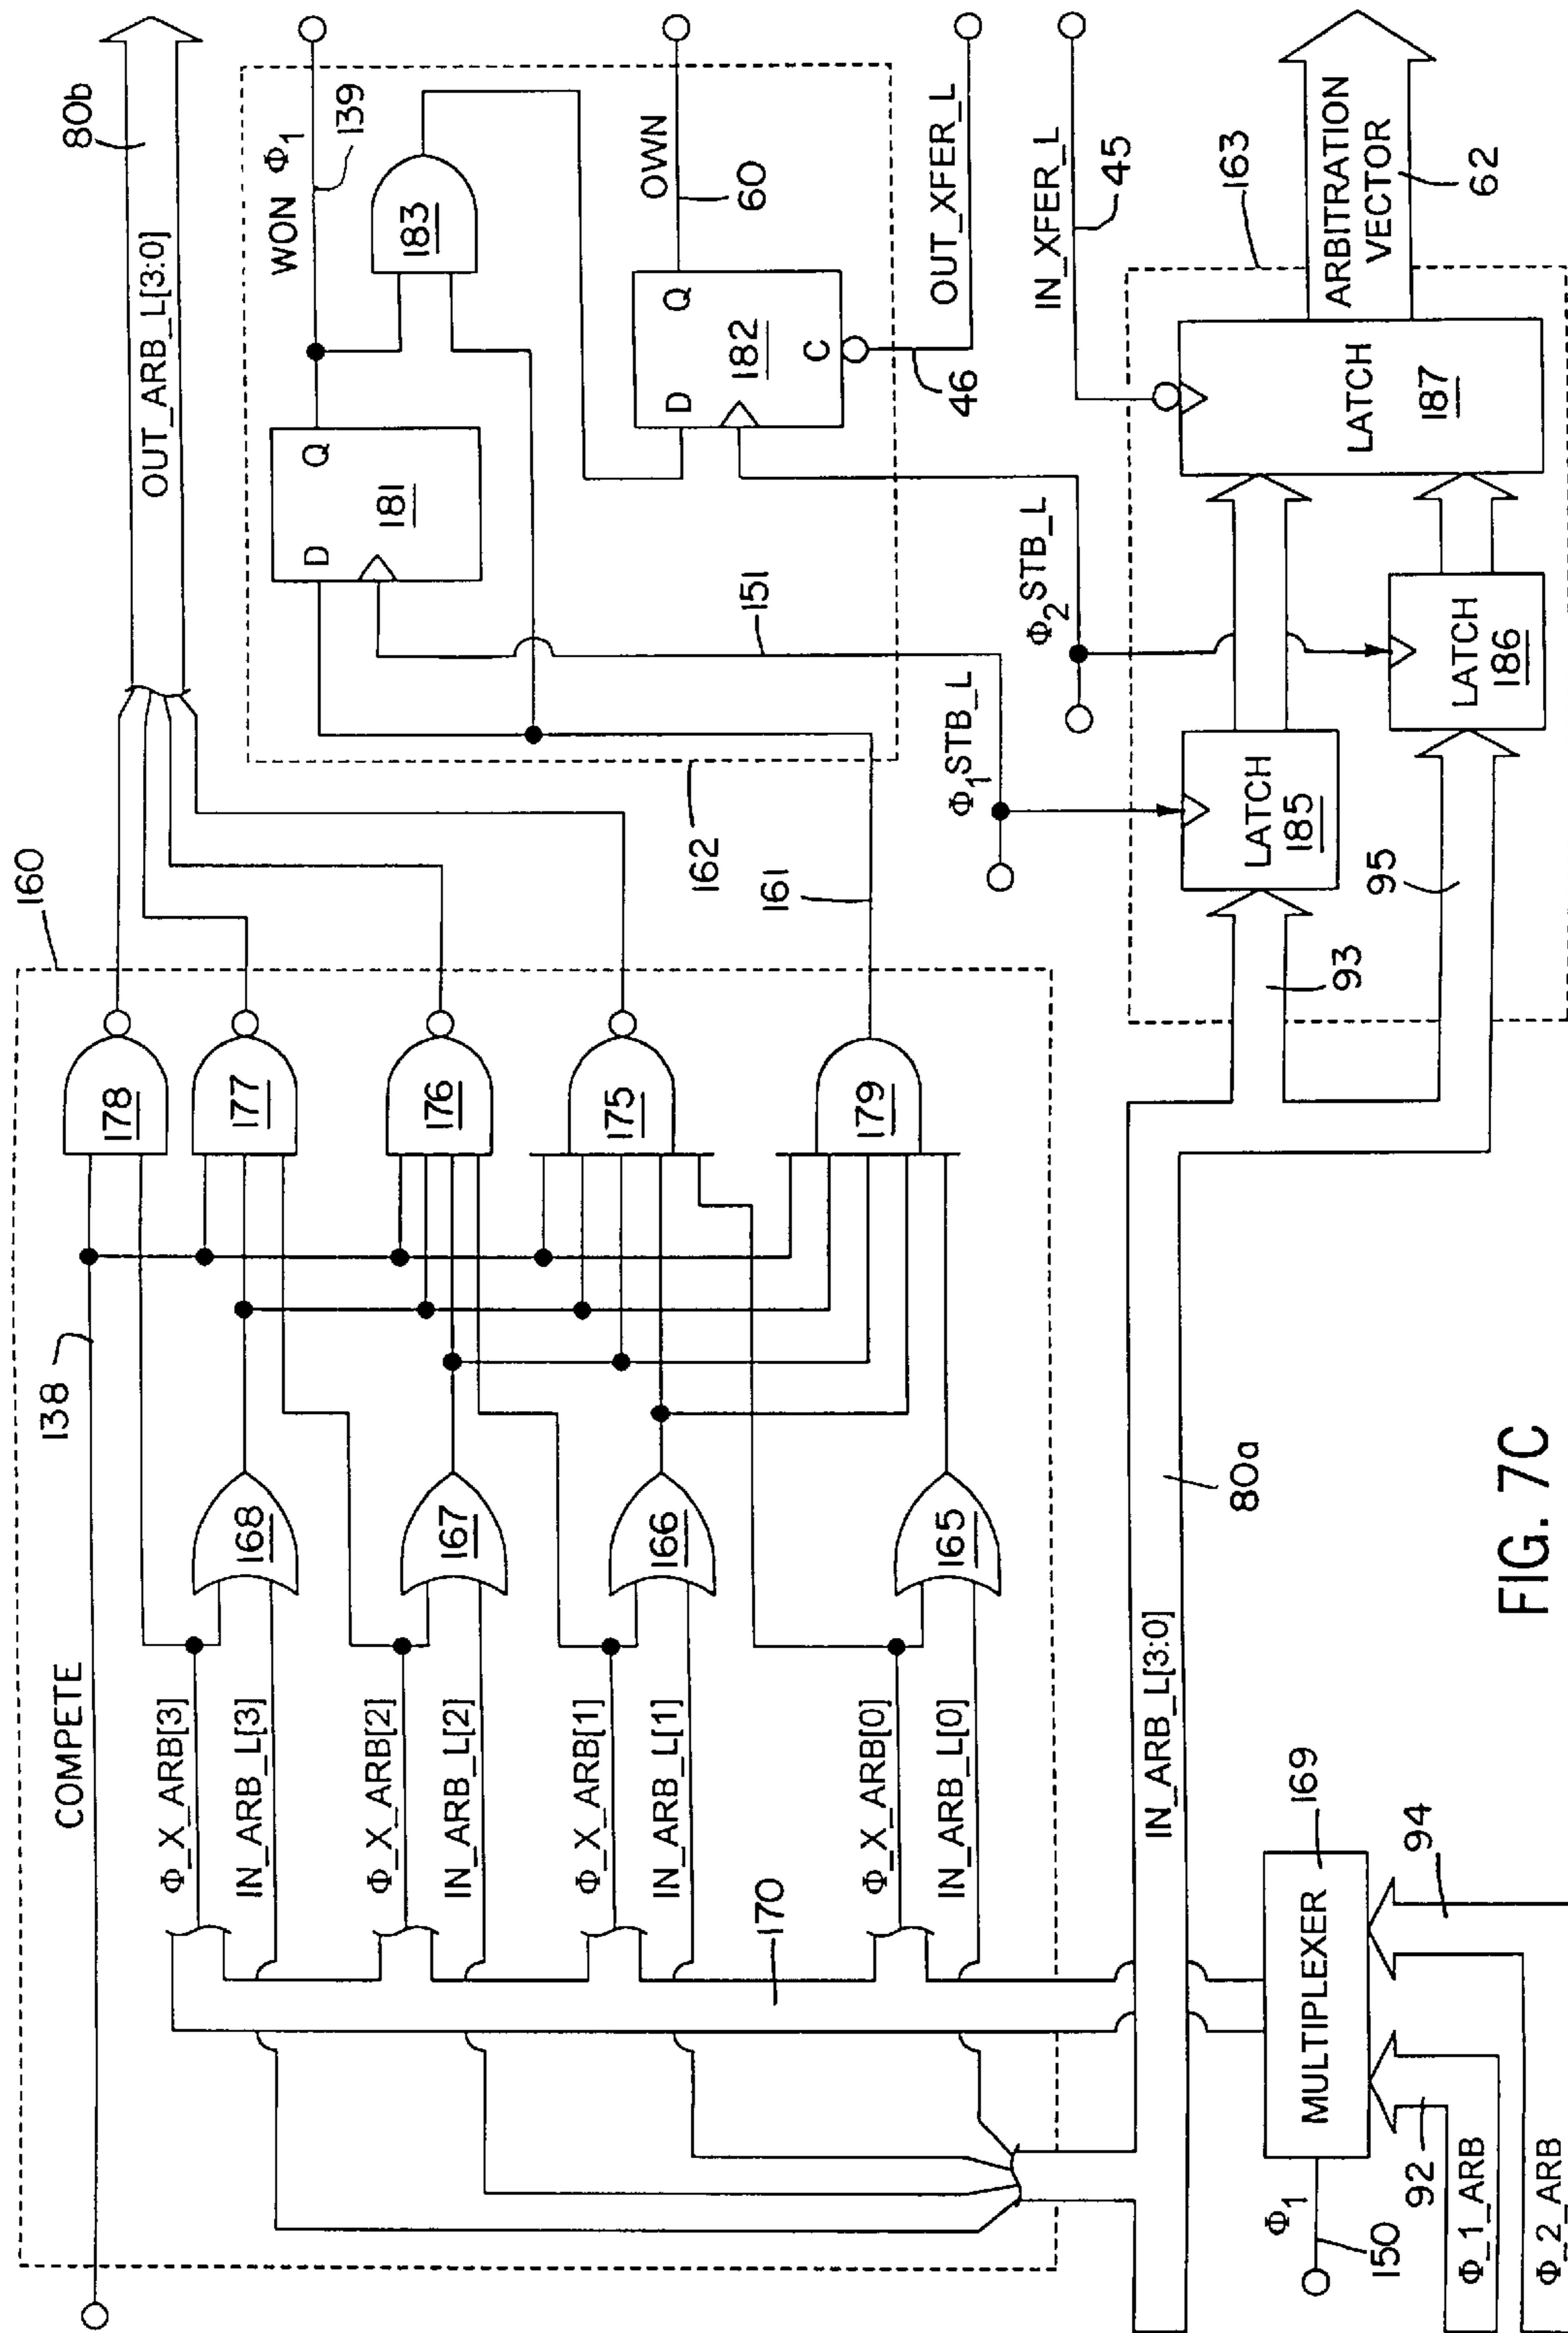 160
138
COMPETE
178
177
176
175
179
168
167
166
165
Φ_X_ARB[3]
IN_ARB_L[3]
Φ_X_ARB[2]
IN_ARB_L[2]
Φ_X_ARB[1]
IN_ARB_L[1]
Φ_X_ARB[0]
IN_ARB_L[0]
170
80b
OUT_ARB_L[3:0]
WON Φ1
139
183
D
Q
181
OWN
60
D
Q
182
C
46
OUT_XFER_L
151
162
161
IN_XFER_L
45
163
Φ1STB_L
Φ2STB_L
LATCH
185
LATCH
186
LATCH
187
ARBITRATION
VECTOR
62
93
95
80a
IN_ARB_L[3:0]
MULTIPLEXER
169
Φ1
150
92
94
Φ_1_ARB
Φ_2_ARB
FIG. 7C